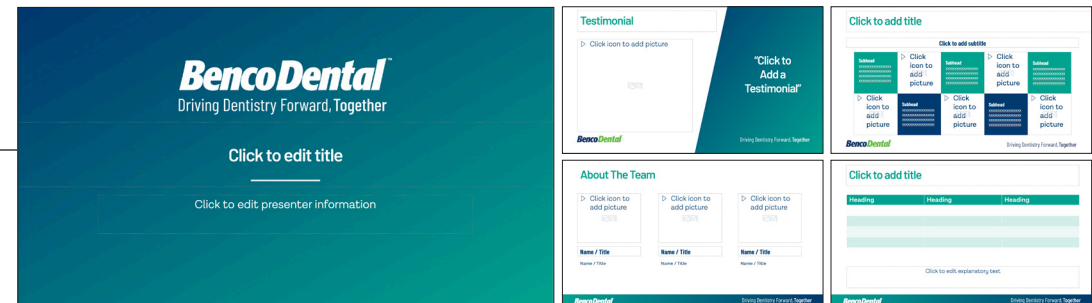 BencoDental™
Driving Dentistry Forward, Together
Click to edit title
Click to edit presenter information
Testimonial
Click icon to add picture
"Click to
Add a
Testimonial"
BencoDental
Driving Dentistry Forward, Together
Click to add title
Click to add subtitle
Subhead
Click
icon to
add
picture
Subhead
Click
icon to
add
picture
Subhead
Click
icon to
add
picture
Subhead
Click
icon to
add
picture
Subhead
Click
icon to
add
picture
BencoDental
Driving Dentistry Forward, Together
About The Team
Click icon to
add picture
Click icon to
add picture
Click icon to
add picture
Name / Title
Name / Title
Name / Title
Name / Title
Name / Title
Name / Title
BencoDental
Driving Dentistry Forward, Together
Click to add title
Heading Heading Heading
Click to edit explanatory text
BencoDental
Driving Dentistry Forward, Together